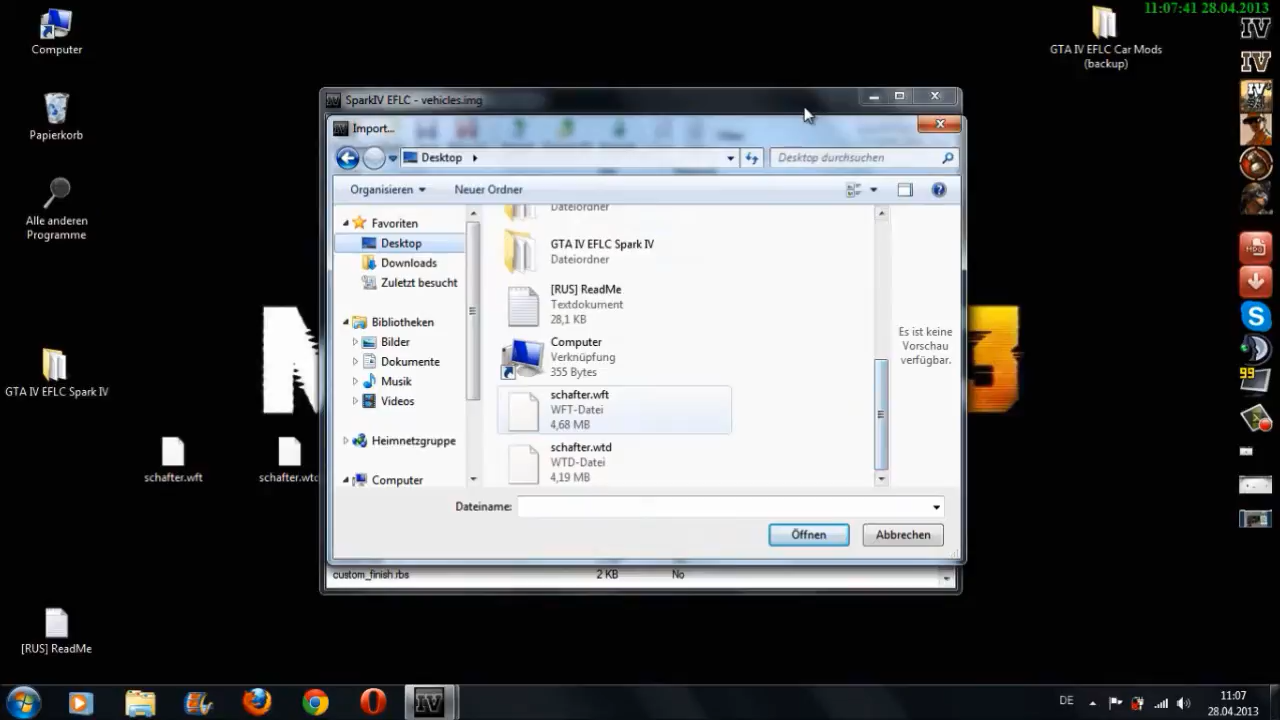 11:07:41 28.04.2013
Computer
GTA IV EFLC Car Mods
(backup)
Papierkorb
Alle anderen
Programme
GTA IV EFLC Spark IV
schafter.wft
schafter.wtd
[RUS] ReadMe
SparkIV EFLC - vehicles.img
Import...
Desktop
Desktop durchsuchen
Organisieren
Neuer Ordner
Favoriten
Desktop
Downloads
Zuletzt besucht
Bibliotheken
Bilder
Dokumente
Musik
Videos
Heimnetzgruppe
Computer
Dateiordner
GTA IV EFLC Spark IV
Dateiordner
[RUS] ReadMe
Textdokument
28,1 KB
Computer
Verknüpfung
355 Bytes
schafter.wft
WFT-Datei
4,68 MB
schafter.wtd
WTD-Datei
4,19 MB
Es ist keine
Vorschau
verfügbar.
Dateiname:
Öffnen
Abbrechen
custom_finish.rbs
2 KB
No
IV
IV
IV
99
IV
DE
11:07
28.04.2013